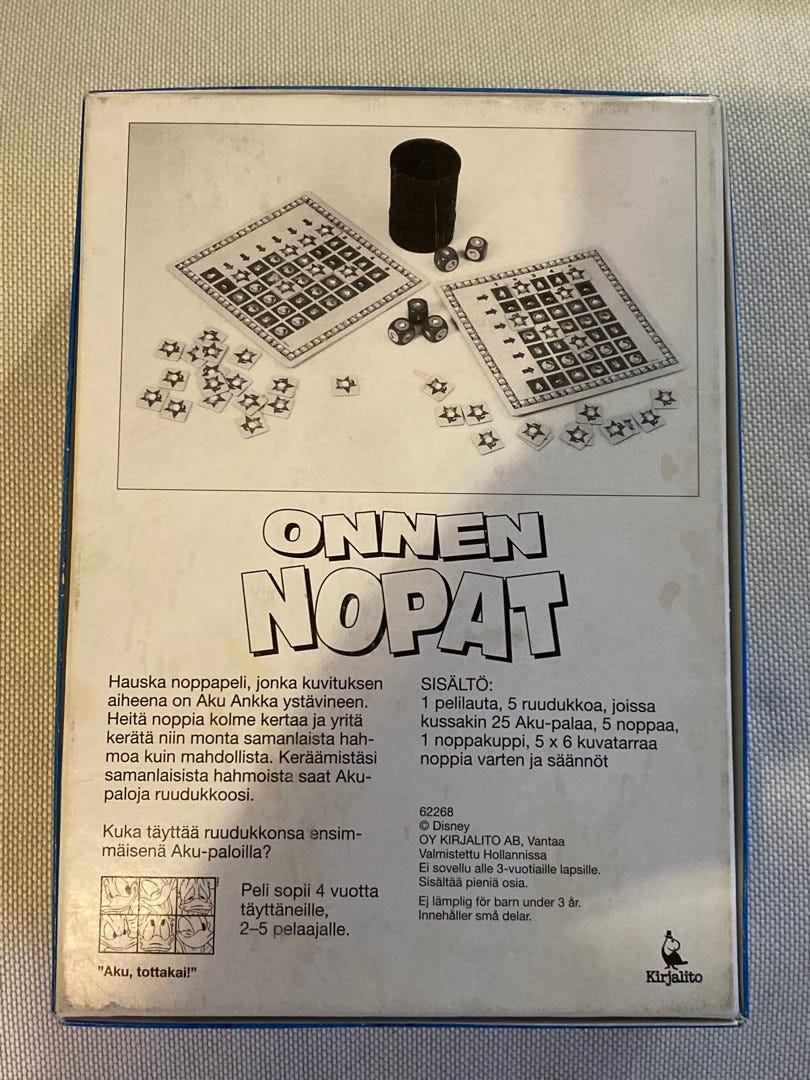 ONNEN
NOPAT
Hauska noppapeli, jonka kuvituksen
aiheena on Aku Ankka ystävineen.
Heitä noppia kolme kertaa ja yritä
kerätä niin monta samanlaista hah-
moa kuin mahdollista. Keräämistäsi
samanlaisista hahmoista saat Aku-
paloja ruudukkoosi.
Kuka täyttää ruudukkonsa ensim-
mäisenä Aku-paloilla?
Peli sopii 4 vuotta
täyttäneille,
2–5 pelaajalle.
"Aku, tottakai!"
SISÄLTÖ:
1 pelilauta, 5 ruudukkoa, joissa
kussakin 25 Aku-palaa, 5 noppaa,
1 noppakuppi, 5 x 6 kuvatarraa
noppia varten ja säännöt
62268
© Disney
OY KIRJALITO AB, Vantaa
Valmistettu Hollannissa
Ei sovellu alle 3-vuotiaille lapsille.
Sisältää pieniä osia.
Ej lämplig för barn under 3 år.
Innehåller små delar.
Kirjalito